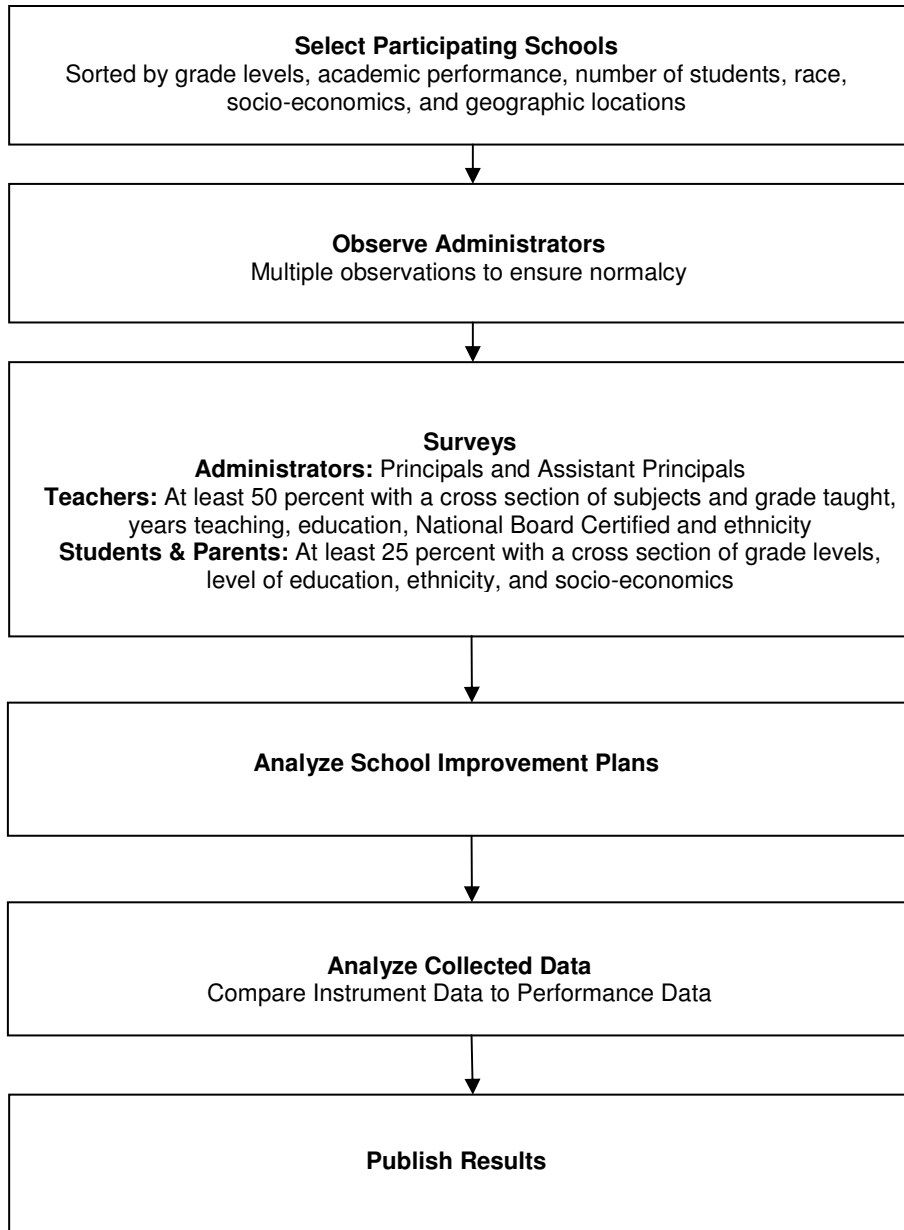 Select Participating Schools
Sorted by grade levels, academic performance, number of students, race,
socio-economics, and geographic locations
Observe Administrators
Multiple observations to ensure normalcy
Surveys
Administrators: Principals and Assistant Principals
Teachers: At least 50 percent with a cross section of subjects and grade taught,
years teaching, education, National Board Certified and ethnicity
Students & Parents: At least 25 percent with a cross section of grade levels,
level of education, ethnicity, and socio-economics
Analyze School Improvement Plans
Analyze Collected Data
Compare Instrument Data to Performance Data
Publish Results